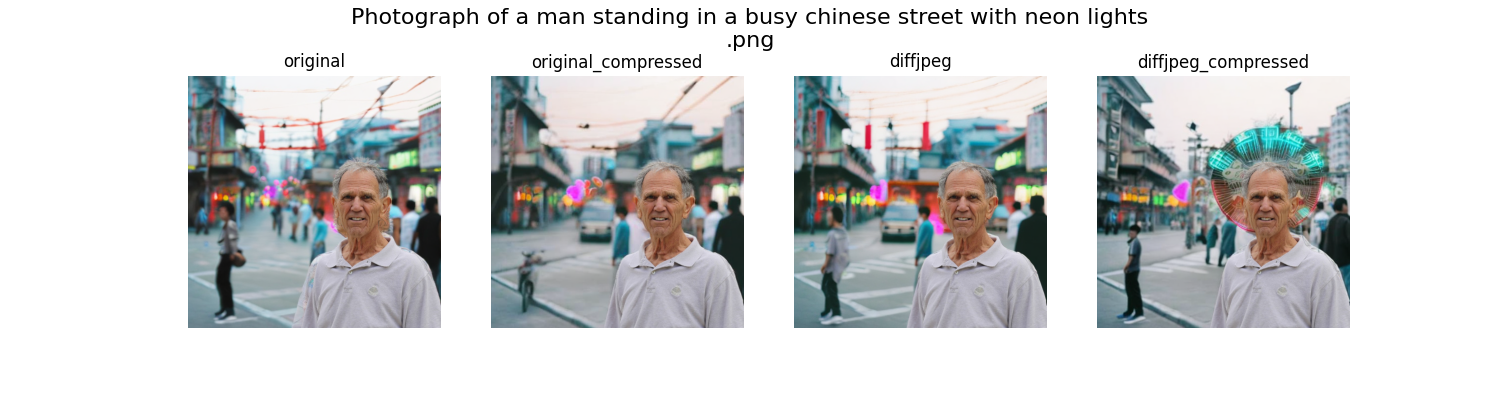 Photograph of a man standing in a busy chinese street with neon lights
.png
original
original_compressed
diffjpeg
diffjpeg_compressed